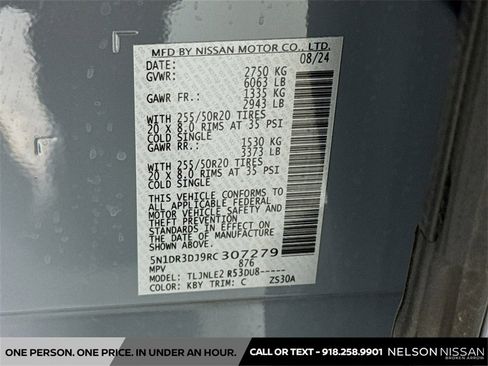 MFD BY NISSAN MOTOR CO., LTD.
DATE: 08/24
GVWR: 2750 KG
6063 LB
GAWR FR.: 1335 KG
2943 LB
WITH 255/50R20 TIRES
20 X 8.0 RIMS AT 35 PSI
COLD SINGLE
GAWR RR.: 1530 KG
3373 LB
WITH 255/50R20 TIRES
20 X 8.0 RIMS AT 35 PSI
COLD SINGLE
THIS VEHICLE CONFORMS TO
ALL APPLICABLE FEDERAL
MOTOR VEHICLE SAFETY AND
THEFT PREVENTION
STANDARDS IN EFFECT ON
THE DATE OF MANUFACTURE
SHOWN ABOVE.
5N1DR3DJ9RC307279
MPV 876
MODEL: TLJNLE2 R53DU8-----
COLOR: KBY TRIM: C ZS30A
ONE PERSON. ONE PRICE. IN UNDER AN HOUR.
CALL OR TEXT - 918.258.9901
NELSON NISSAN
BROKEN ARROW